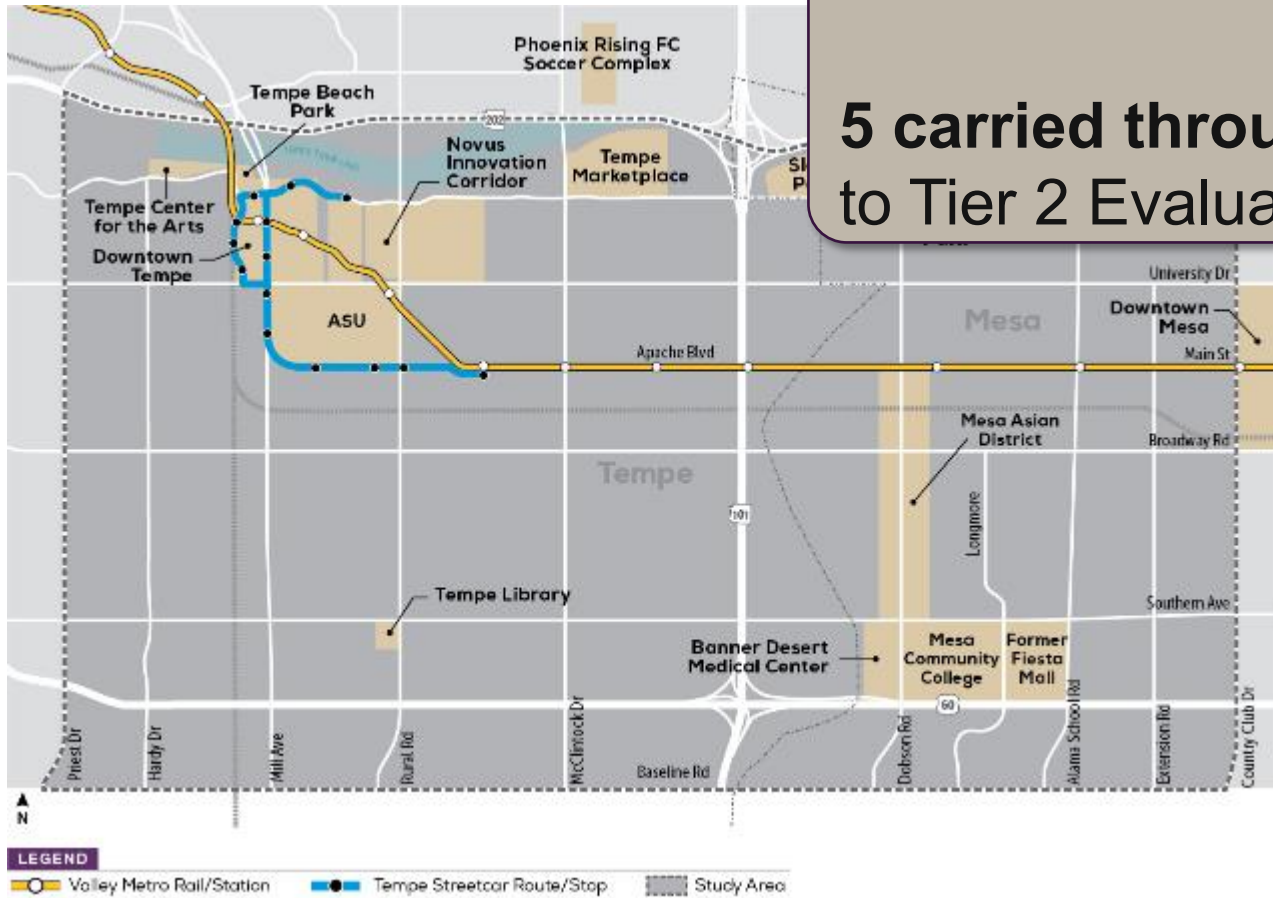 Phoenix Rising FC
Soccer Complex
5 carried
to Tier 2
Tempe Beach
Park
202
Novus
Innovation
Corridor
Tempe
Marketplace
Tempe Center
for the Arts
Downtown
Tempe
University Dr
ASU
Mesa
Downtown
Mesa
Apache Blvd
Main St
Mesa Asian
District
Broadway Rd
Tempe
101
Longmore
Tempe Library
Southern Ave
Banner Desert
Medical Center
Mesa
Community
College
Former
Fiesta
Mall
60
Priest Dr
Hardy Dr
Mill Ave
Rural Rd
McClintock Dr
Baseline Rd
Dobson Rd
Alama School Rd
Extension Rd
Country Club Dr
N
LEGEND
Valley Metro Rail/Station
Tempe Streetcar Route/Stop
Study Area